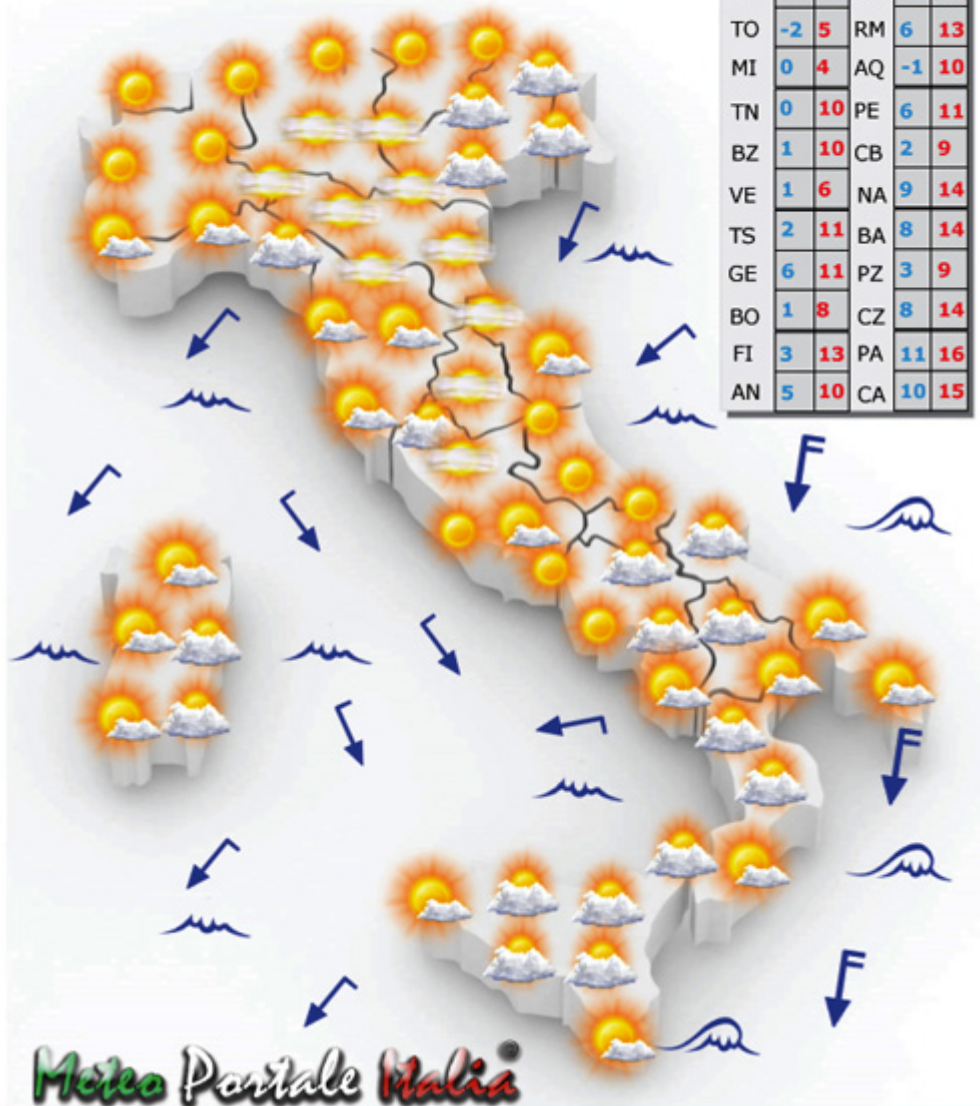 TO -2 5 RM 6 13
MI 0 4 AQ -1 10
TN 0 10 PE 6 11
BZ 1 10 CB 2 9
VE 1 6 NA 9 14
TS 2 11 BA 8 14
GE 6 11 PZ 3 9
BO 1 8 CZ 8 14
FI 3 13 PA 11 16
AN 5 10 CA 10 15
Meteo Portale Italia